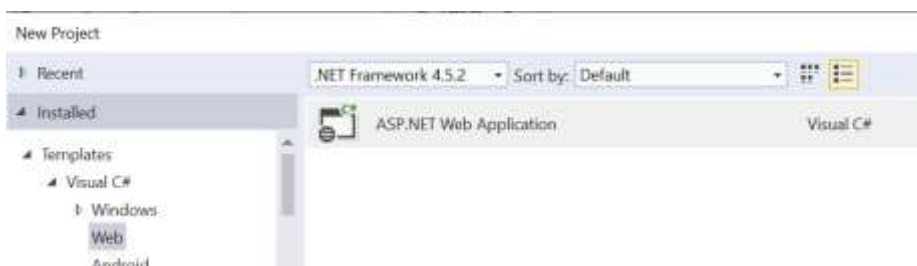 New Project
Recent
.NET Framework 4.5.2 Sort by: Default
Installed
ASP.NET Web Application Visual C#
Templates
Visual C#
Windows
Web
Android